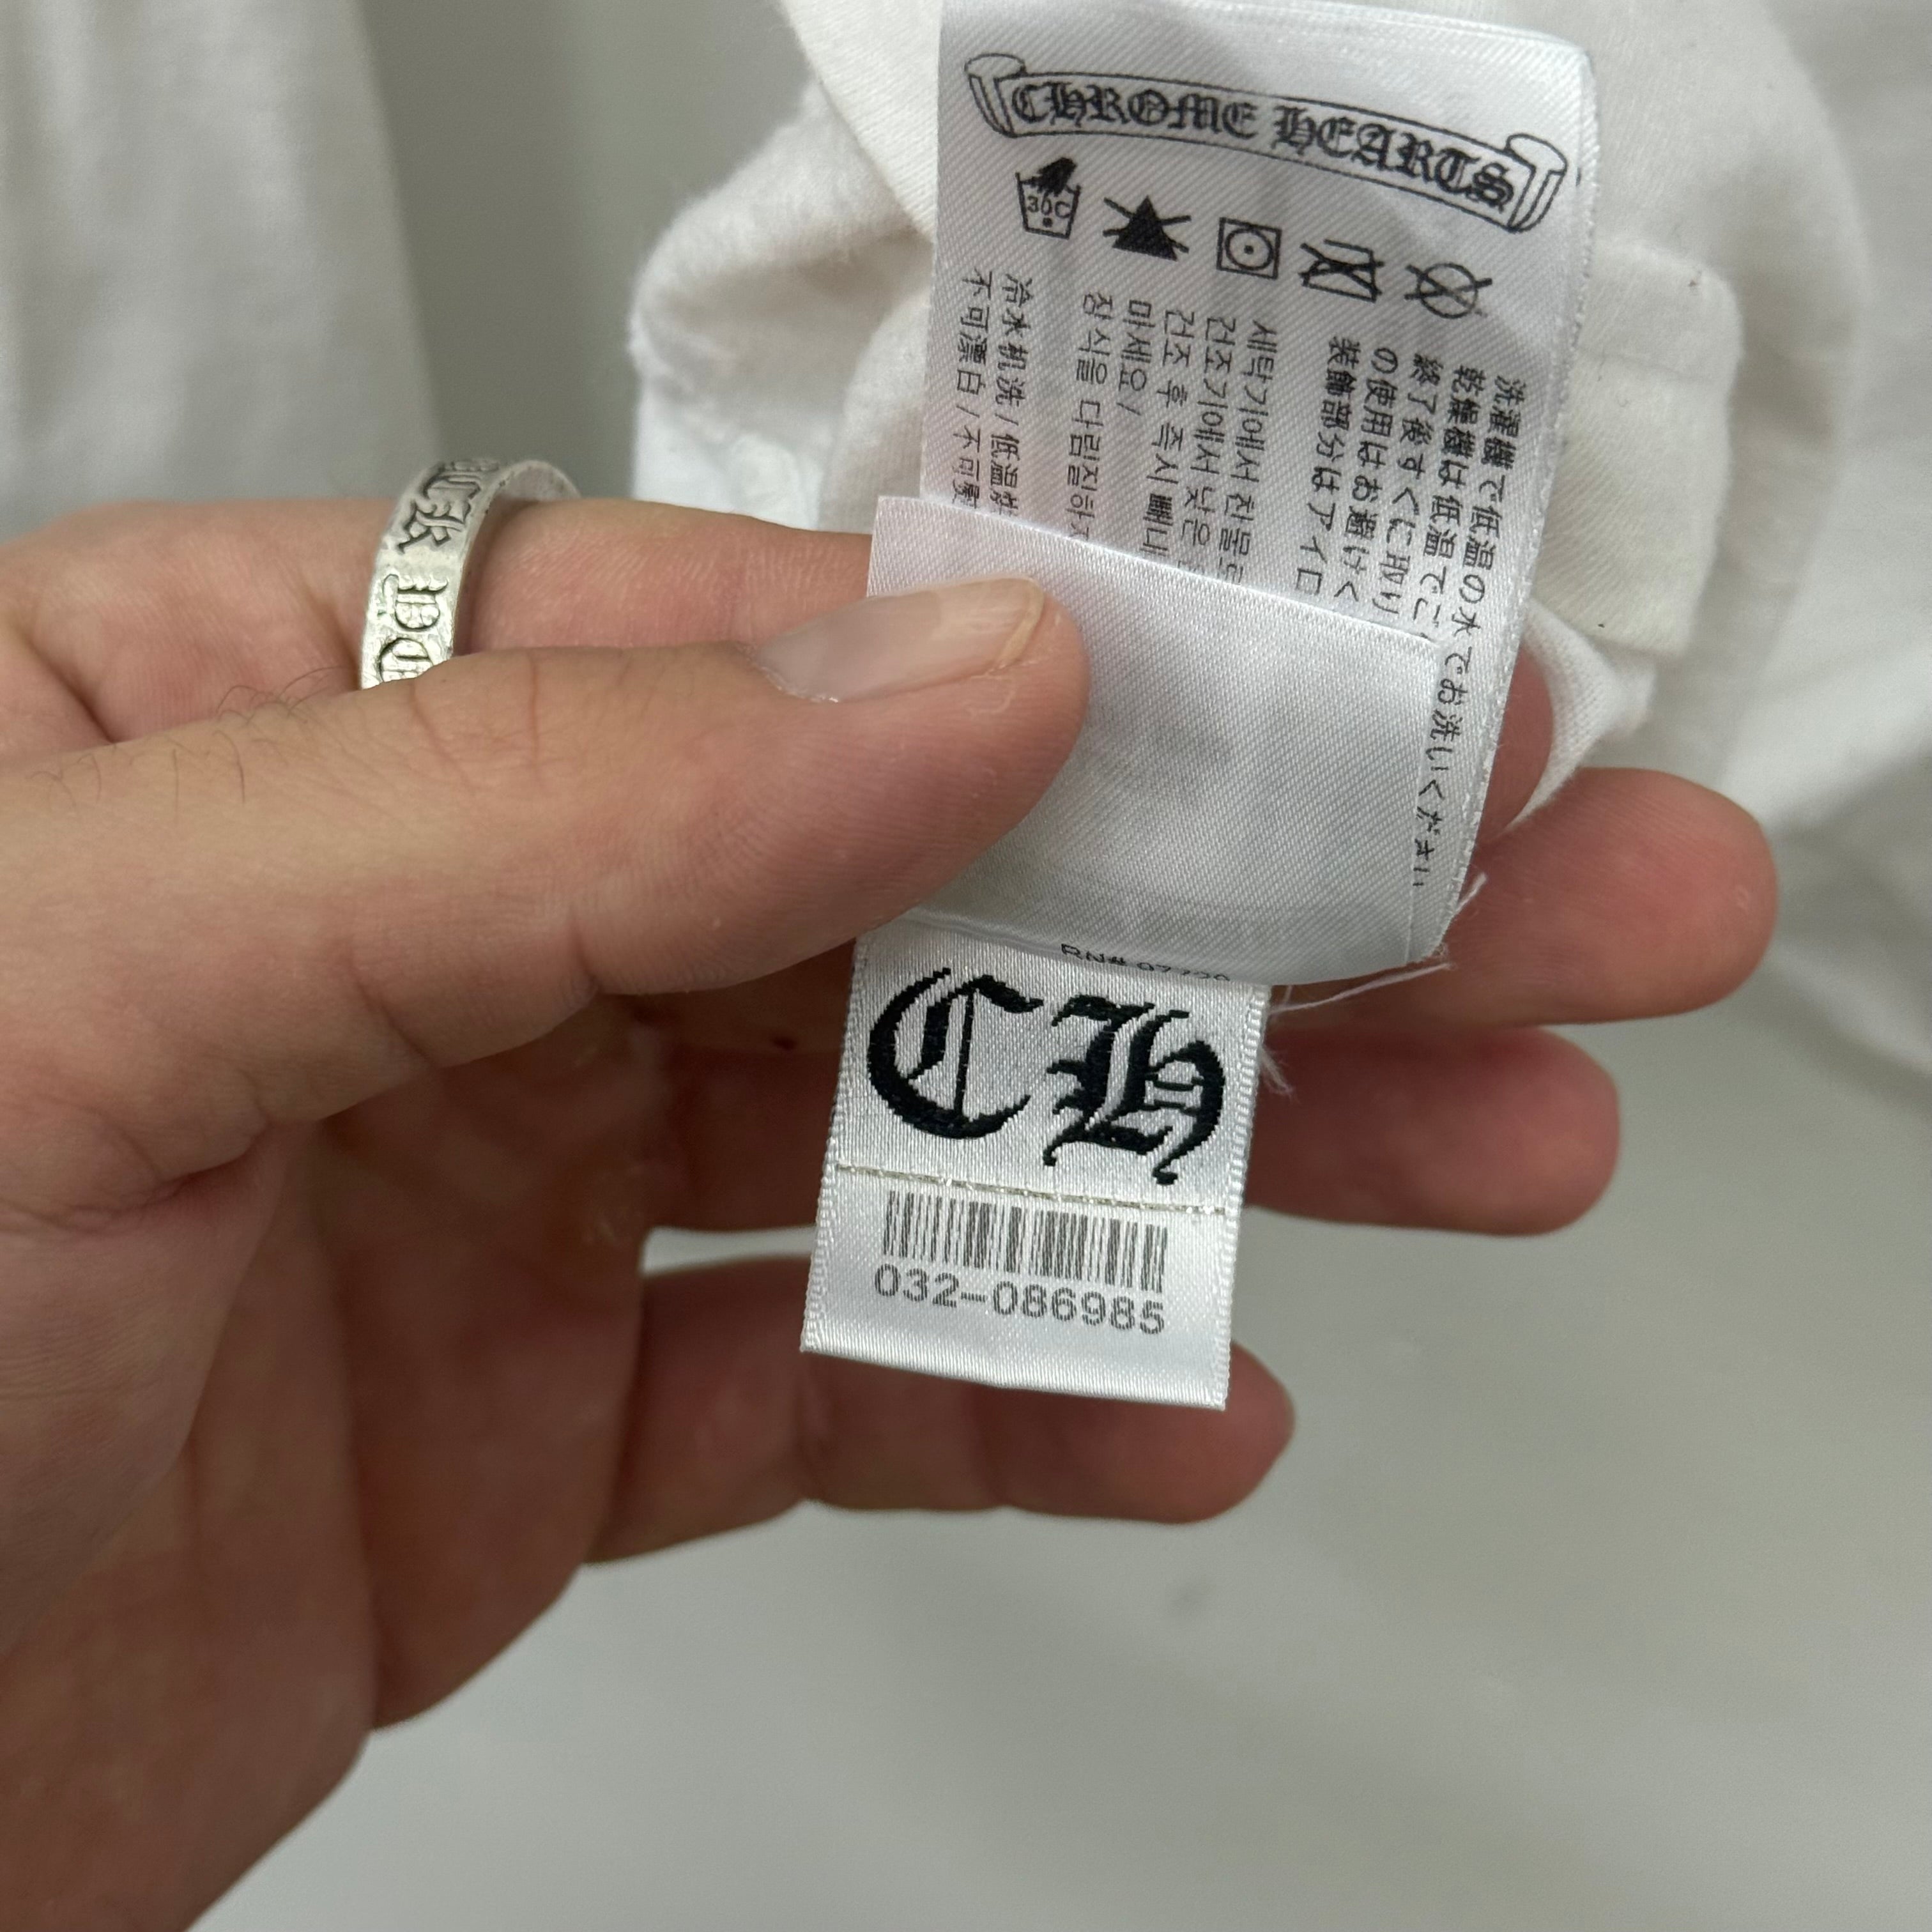 CHROME HEARTS
30C
洗濯機で低温の水でお洗いください
乾燥機は低温でご
終了後すぐに取り
の使用はお避けく
装飾部分はアイロ
세탁기에서 찬물로
건조기에서 낮은
건조 후 즉시 빼내
마세요 /
장식을 다림질하지
冷水机洗 / 低温
不可漂白 / 不可
RN#
CH
032-086985